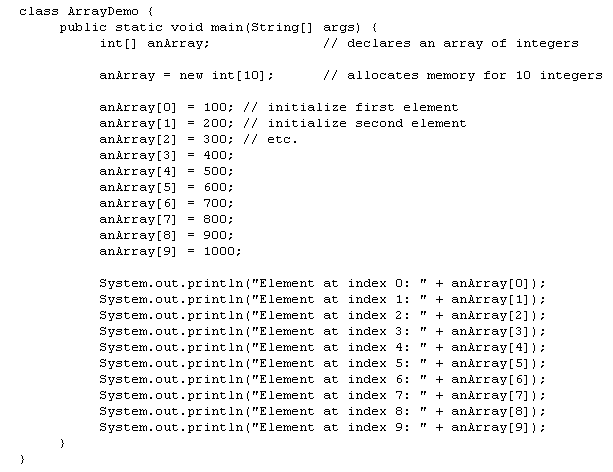 class ArrayDemo {
public static void main(String[] args) {
int[] anArray; // declares an array of integers
anArray = new int[10]; // allocates memory for 10 integers
anArray[0] = 100; // initialize first element
anArray[1] = 200; // initialize second element
anArray[2] = 300; // etc.
anArray[3] = 400;
anArray[4] = 500;
anArray[5] = 600;
anArray[6] = 700;
anArray[7] = 800;
anArray[8] = 900;
anArray[9] = 1000;
System.out.println("Element at index 0: " + anArray[0]);
System.out.println("Element at index 1: " + anArray[1]);
System.out.println("Element at index 2: " + anArray[2]);
System.out.println("Element at index 3: " + anArray[3]);
System.out.println("Element at index 4: " + anArray[4]);
System.out.println("Element at index 5: " + anArray[5]);
System.out.println("Element at index 6: " + anArray[6]);
System.out.println("Element at index 7: " + anArray[7]);
System.out.println("Element at index 8: " + anArray[8]);
System.out.println("Element at index 9: " + anArray[9]);
}
}